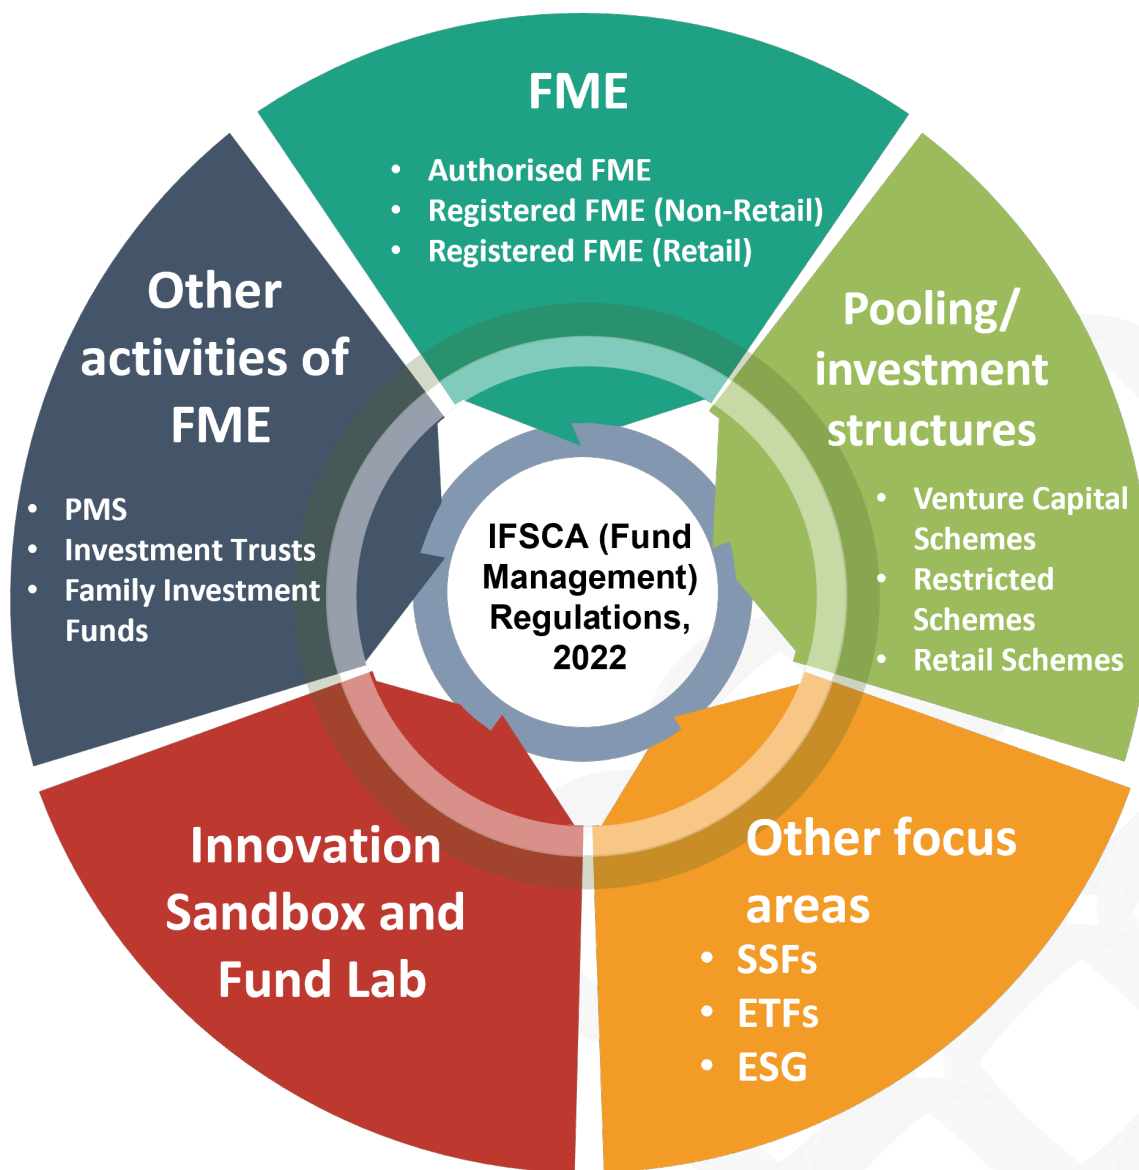 FME
• Authorised FME
• Registered FME (Non-Retail)
• Registered FME (Retail)
Pooling/
investment
structures
• Venture Capital
Schemes
• Restricted
Schemes
• Retail Schemes
Other focus
areas
• SSFs
• ETFs
• ESG
Innovation
Sandbox and
Fund Lab
Other
activities of
FME
• PMS
• Investment Trusts
• Family Investment
Funds
IFSCA (Fund
Management)
Regulations,
2022